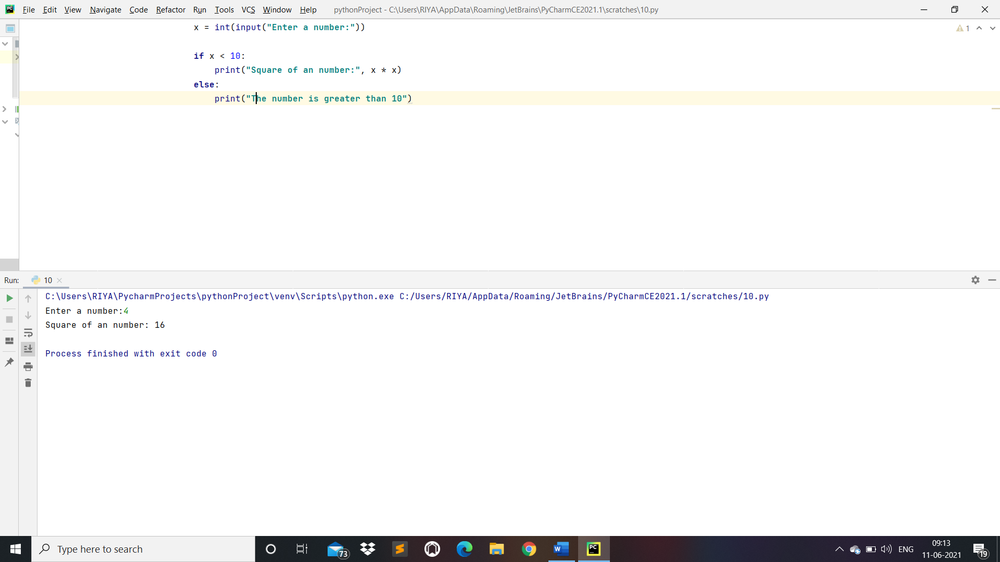 File Edit View Navigate Code Refactor Run Tools VCS Window Help pythonProject - C:\Users\RIYA\AppData\Roaming\JetBrains\PyCharmCE2021.1\scratches\10.py
x = int(input("Enter a number:"))
1
if x < 10:
print("Square of an number:", x * x)
else:
print("The number is greater than 10")
Run: 10
C:\Users\RIYA\PycharmProjects\pythonProject\venv\Scripts\python.exe C:/Users/RIYA/AppData/Roaming/JetBrains/PyCharmCE2021.1/scratches/10.py
Enter a number:4
Square of an number: 16
Process finished with exit code 0
Type here to search
73
ENG
09:13
11-06-2021
19